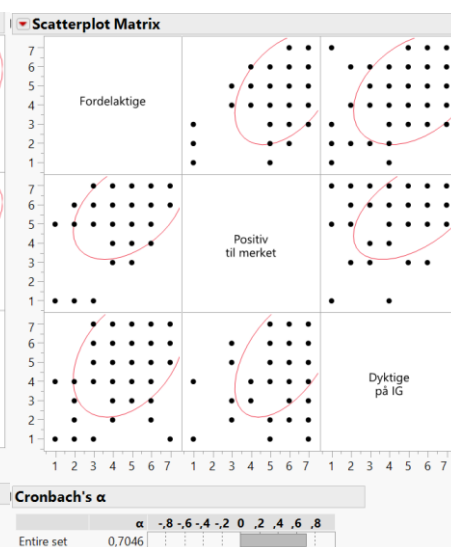 Scatterplot Matrix
7
6
5
4
3
2
1
Fordelaktige
7
6
5
4
3
2
1
Positiv
til merket
7
6
5
4
3
2
1
Dyktige
på IG
1 2 3 4 5 6 7 1 2 3 4 5 6 7 1 2 3 4 5 6 7
Cronbach's α
α -,8 -,6 -,4 -,2 0 ,2 ,4 ,6 ,8
Entire set 0,7046